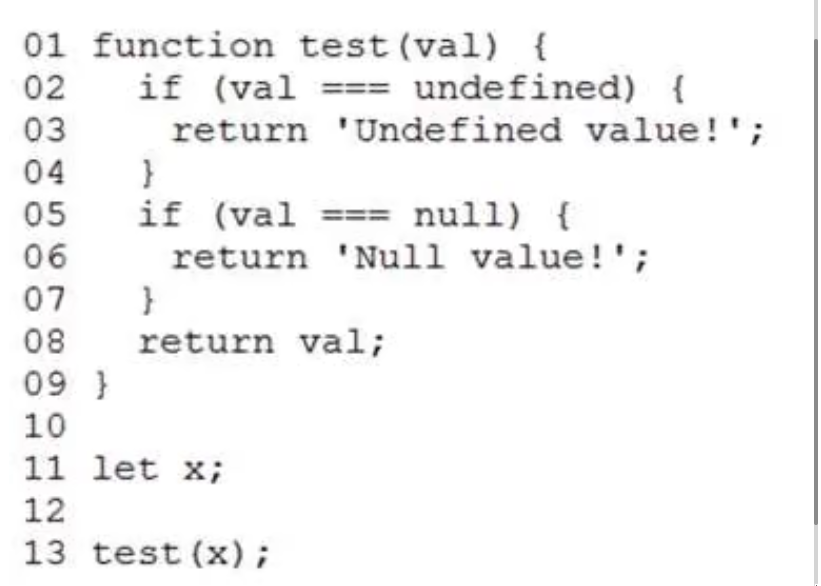 01 function test(val) {
02   if (val === undefined) {
03     return 'Undefined value!';
04   }
05   if (val === null) {
06     return 'Null value!';
07   }
08   return val;
09 }
10
11 let x;
12
13 test(x);